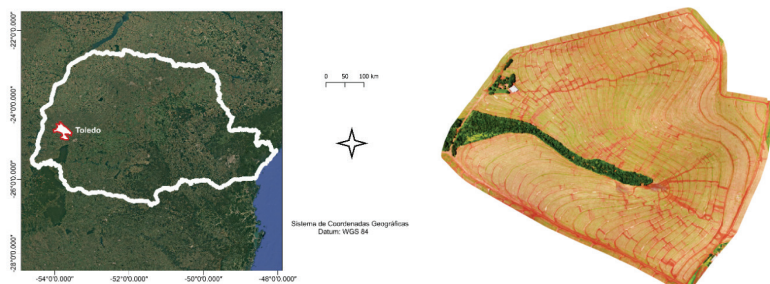 -22°0'0.000"
-24°0'0.000"
-26°0'0.000"
-28°0'0.000"
Toledo
-54°0'0.000"
-52°0'0.000"
-50°0'0.000"
-48°0'0.000"
0 50 100 km
Sistema de Coordenadas Geográficas
Datum: WGS 84